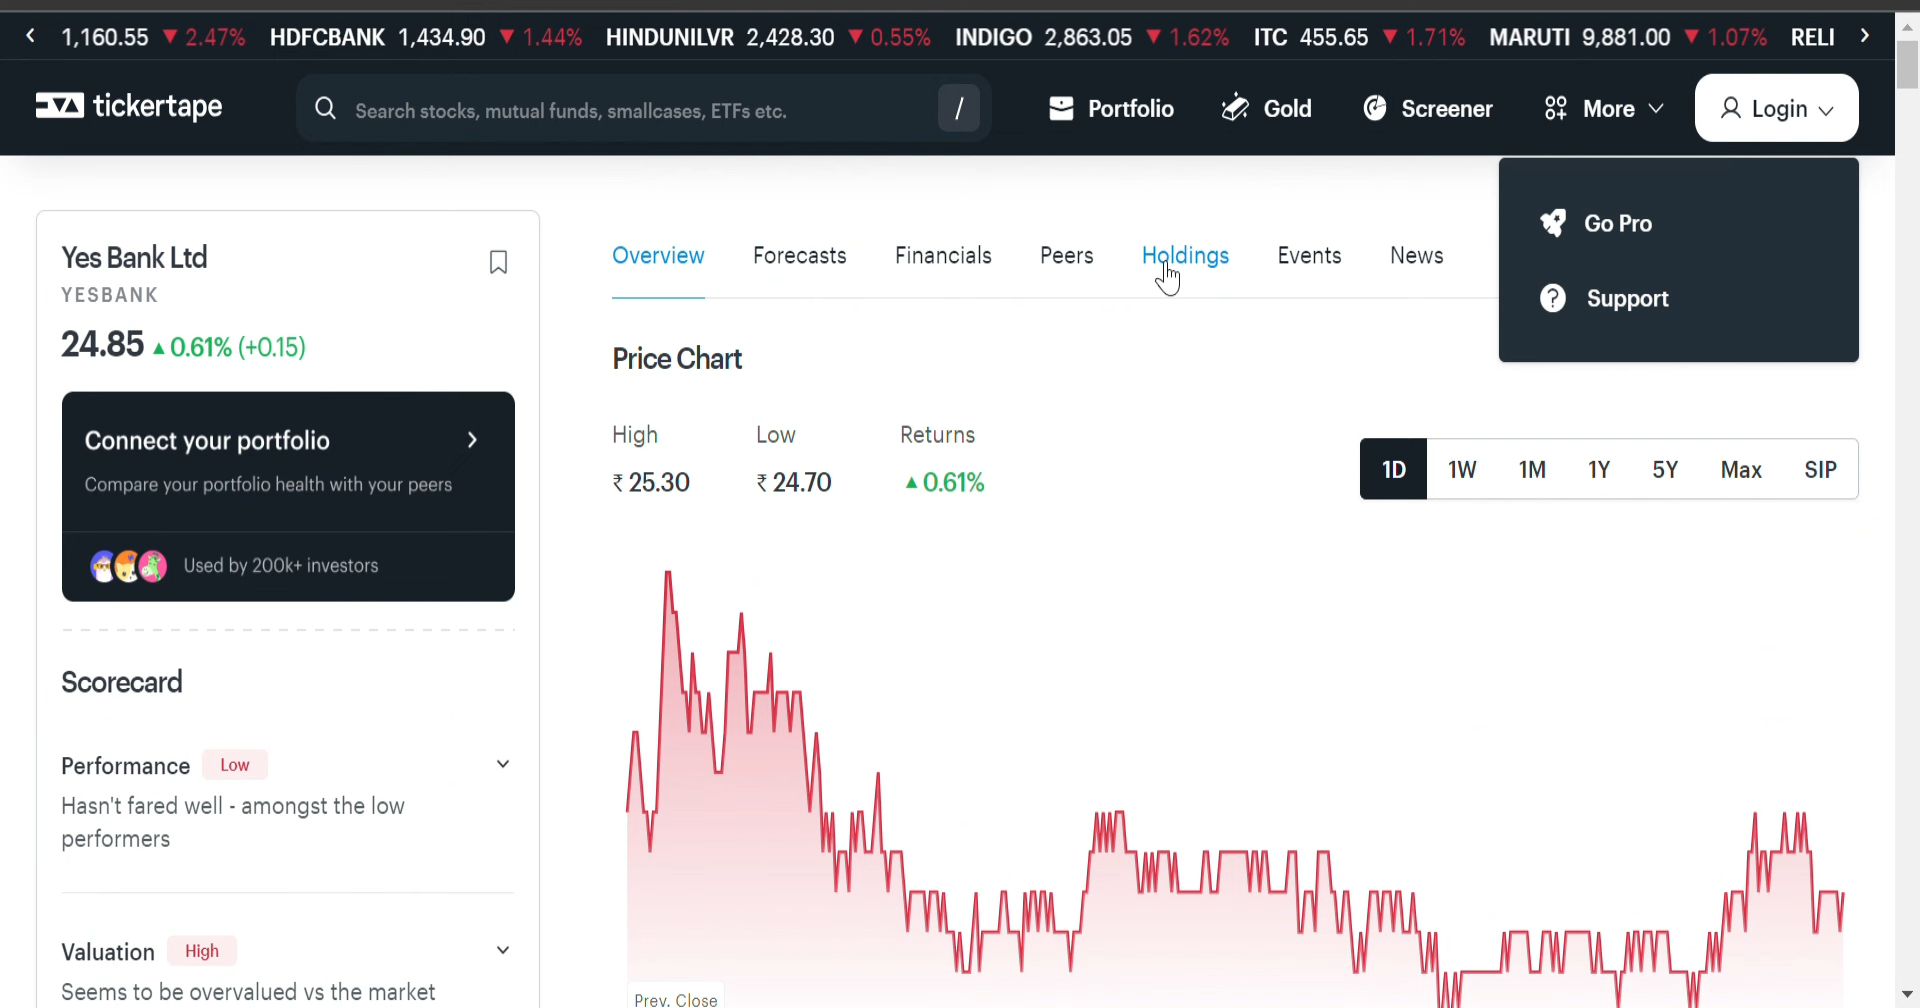 1,160.55 ▼ 2.47% HDFCBANK 1,434.90 ▼ 1.44% HINDUNILVR 2,428.30 ▼ 0.55% INDIGO 2,863.05 ▼ 1.62% ITC 455.65 ▼ 1.71% MARUTI 9,881.00 ▼ 1.07% RELI
tickertape
Search stocks, mutual funds, smallcases, ETFs etc. /
Portfolio Gold Screener More Login
Go Pro
Support
Yes Bank Ltd
YESBANK
24.85 ▲ 0.61% (+0.15)
Connect your portfolio
Compare your portfolio health with your peers
Used by 200k+ investors
Scorecard
Performance Low
Hasn't fared well - amongst the low
performers
Valuation High
Seems to be overvalued vs the market
Overview Forecasts Financials Peers Holdings Events News
Price Chart
High Low Returns
₹ 25.30 ₹ 24.70 ▲ 0.61%
1D 1W 1M 1Y 5Y Max SIP
Prev. Close